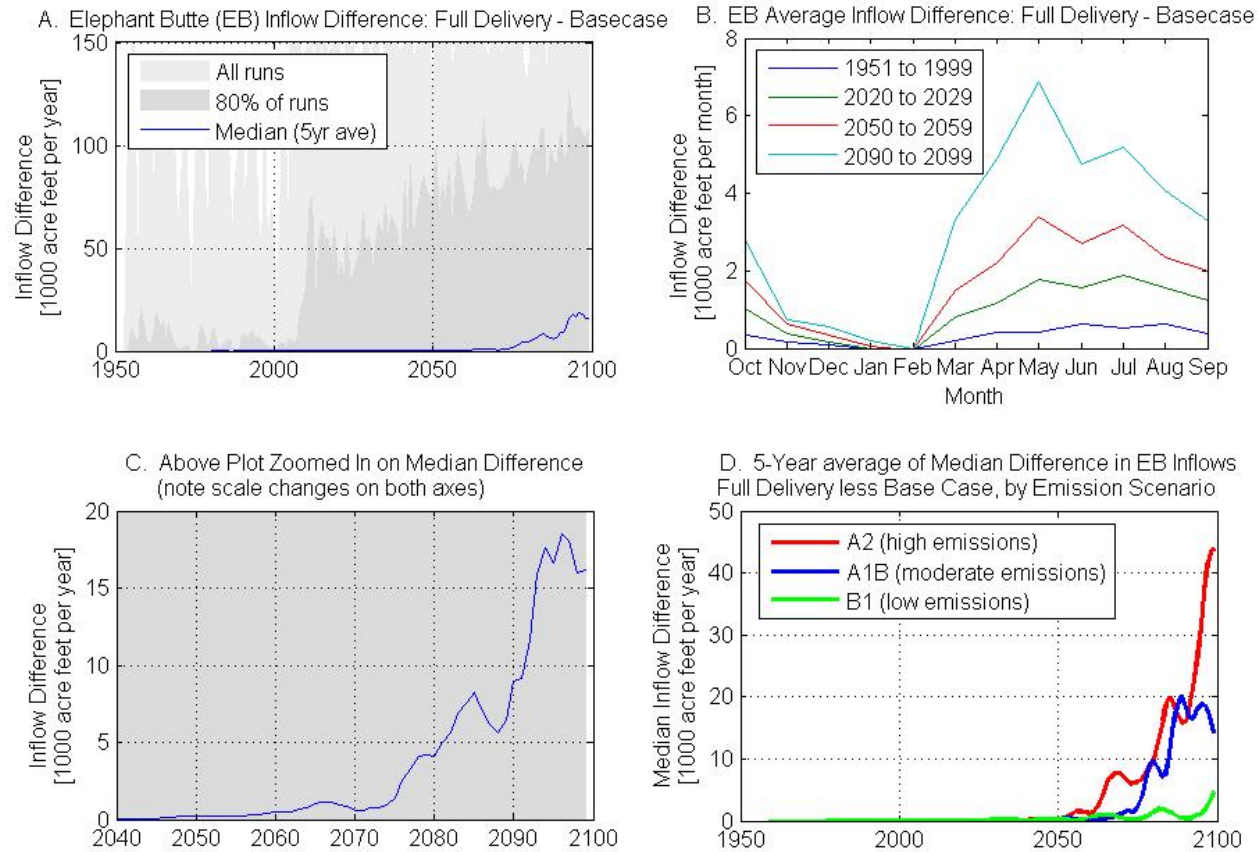 A. Elephant Butte (EB) Inflow Difference: Full Delivery - Basecase
150
100
50
0
Inflow Difference
[1000 acre feet per year]
All runs
80% of runs
Median (5yr ave)
1950 2000 2050 2100
B. EB Average Inflow Difference: Full Delivery - Basecase
8
6
4
2
0
Inflow Difference
[1000 acre feet per month]
1951 to 1999
2020 to 2029
2050 to 2059
2090 to 2099
Oct Nov Dec Jan Feb Mar Apr May Jun Jul Aug Sep
Month
C. Above Plot Zoomed In on Median Difference
(note scale changes on both axes)
20
15
10
5
0
Inflow Difference
[1000 acre feet per year]
2040 2050 2060 2070 2080 2090 2100
D. 5-Year average of Median Difference in EB Inflows
Full Delivery less Base Case, by Emission Scenario
50
40
30
20
10
0
Median Inflow Difference
[1000 acre feet per year]
A2 (high emissions)
A1B (moderate emissions)
B1 (low emissions)
1950 2000 2050 2100